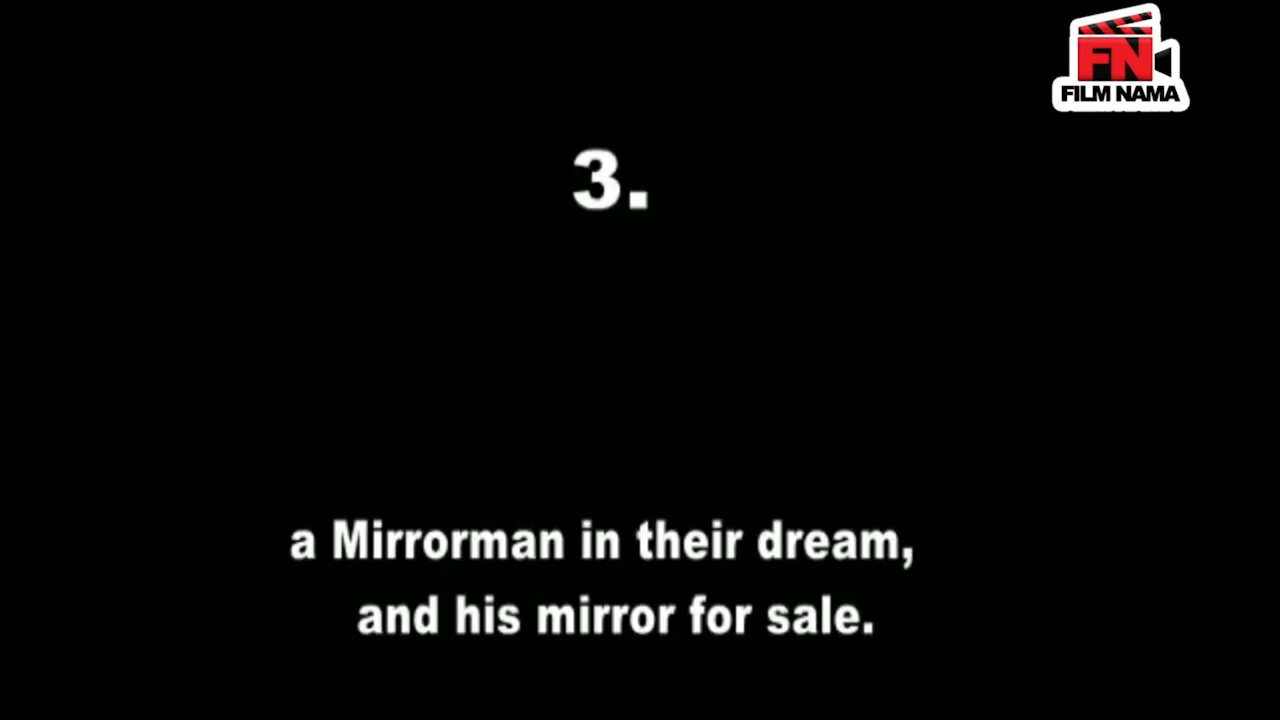 FN
FILM NAMA
3.
a Mirrorman in their dream,
and his mirror for sale.